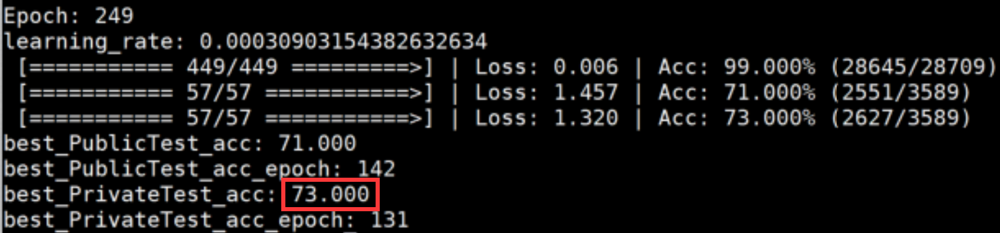 Epoch: 249
learning_rate: 0.00030903154382632634
[=========== 449/449 =========>] | Loss: 0.006 | Acc: 99.000% (28645/28709)
[=========== 57/57 ===========>] | Loss: 1.457 | Acc: 71.000% (2551/3589)
[=========== 57/57 ===========>] | Loss: 1.320 | Acc: 73.000% (2627/3589)
best_PublicTest_acc: 71.000
best_PublicTest_acc_epoch: 142
best_PrivateTest_acc: 73.000
best_PrivateTest_acc_epoch: 131